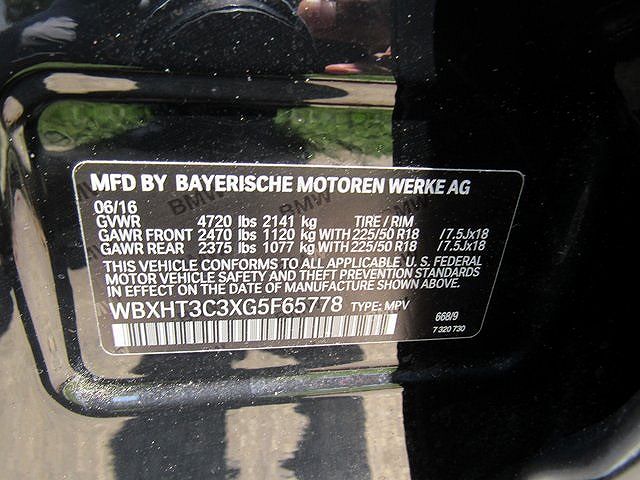 MFD BY BAYERISCHE MOTOREN WERKE AG
06/16
GVWR 4720 lbs 2141 kg TIRE / RIM
GAWR FRONT 2470 lbs 1120 kg WITH 225/50 R18 /7.5Jx18
GAWR REAR 2375 lbs 1077 kg WITH 225/50 R18 /7.5Jx18
THIS VEHICLE CONFORMS TO ALL APPLICABLE U.S. FEDERAL
MOTOR VEHICLE SAFETY AND THEFT PREVENTION STANDARDS
IN EFFECT ON THE DATE OF MANUFACTURE SHOWN ABOVE.
WBXHT3C3XG5F65778 TYPE: MPV
668/9
7 320 730